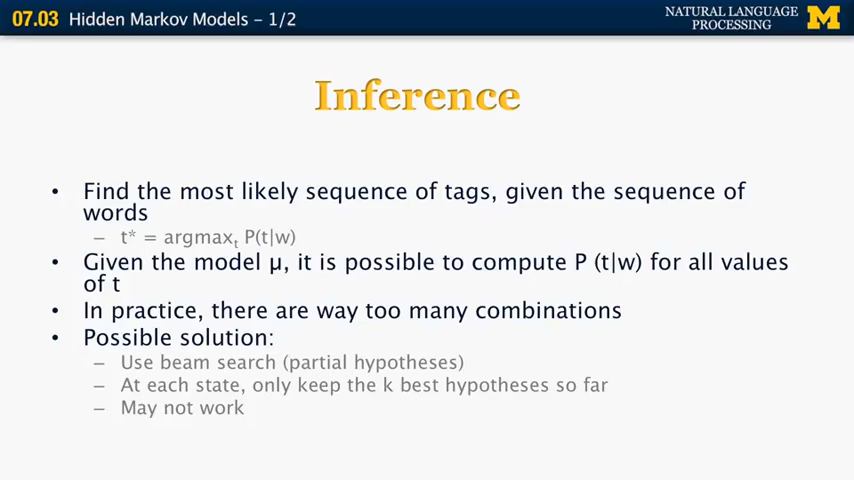 07.03 Hidden Markov Models – 1/2
NATURAL LANGUAGE
PROCESSING
M
Inference
• Find the most likely sequence of tags, given the sequence of
words
– t* = argmaxₜ P(t|w)
• Given the model μ, it is possible to compute P (t|w) for all values
of t
• In practice, there are way too many combinations
• Possible solution:
– Use beam search (partial hypotheses)
– At each state, only keep the k best hypotheses so far
– May not work